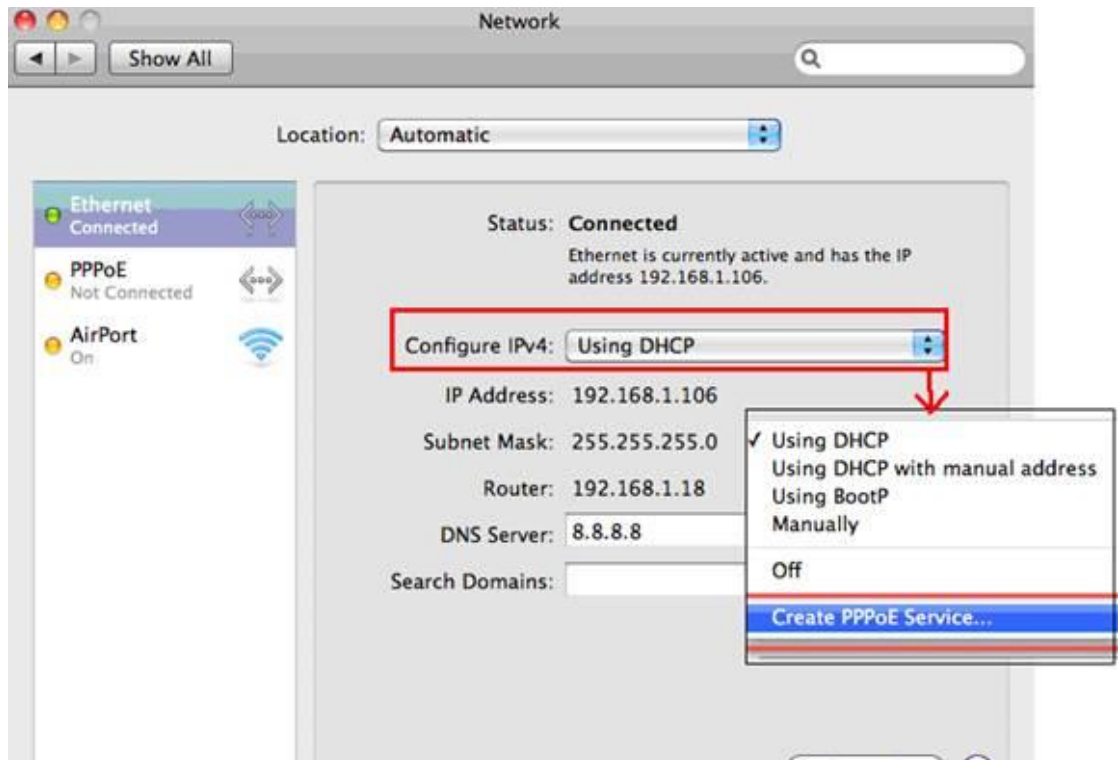 Network
Show All
Location: Automatic
Ethernet
Connected
PPPoE
Not Connected
AirPort
On
Status: Connected
Ethernet is currently active and has the IP
address 192.168.1.106.
Configure IPv4: Using DHCP
IP Address: 192.168.1.106
Subnet Mask: 255.255.255.0
Router: 192.168.1.18
DNS Server: 8.8.8.8
Search Domains:
✓ Using DHCP
Using DHCP with manual address
Using BootP
Manually
Off
Create PPPoE Service...